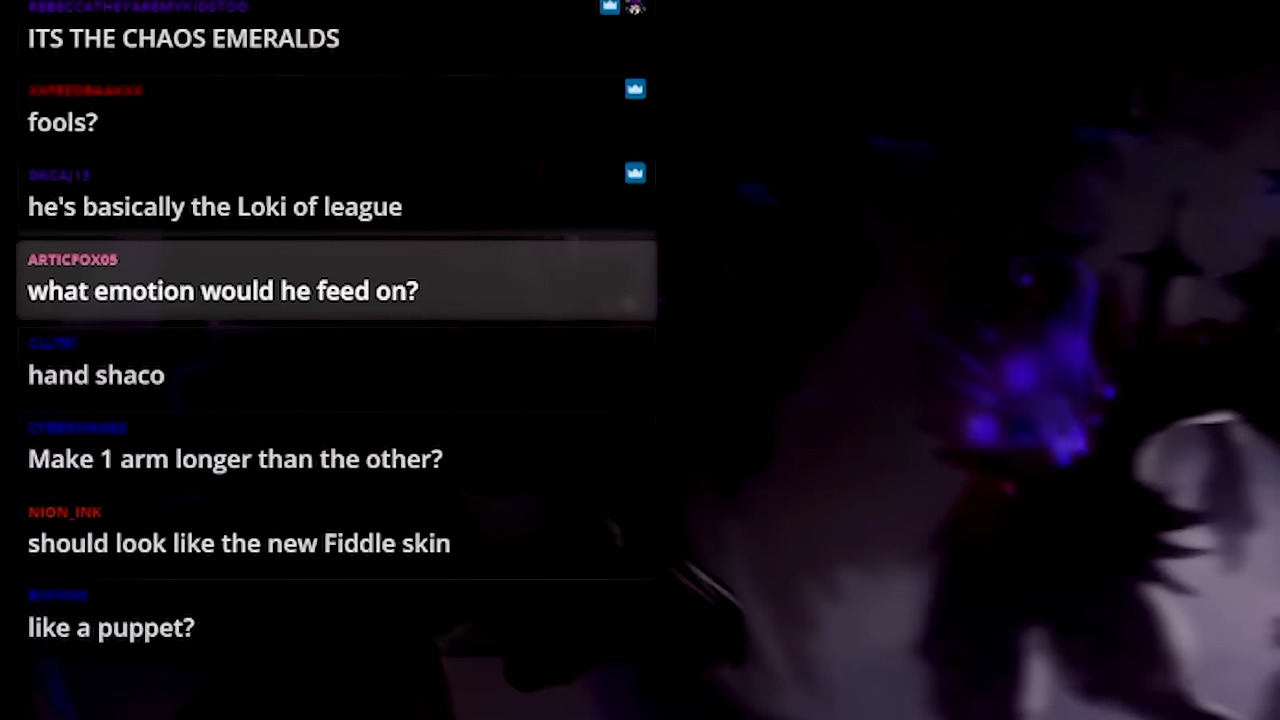 REBECCATHEYAREMYKIDSTOO
ITS THE CHAOS EMERALDS
fools?
he's basically the Loki of league
ARTICFOX05
what emotion would he feed on?
hand shaco
Make 1 arm longer than the other?
NION_INK
should look like the new Fiddle skin
like a puppet?